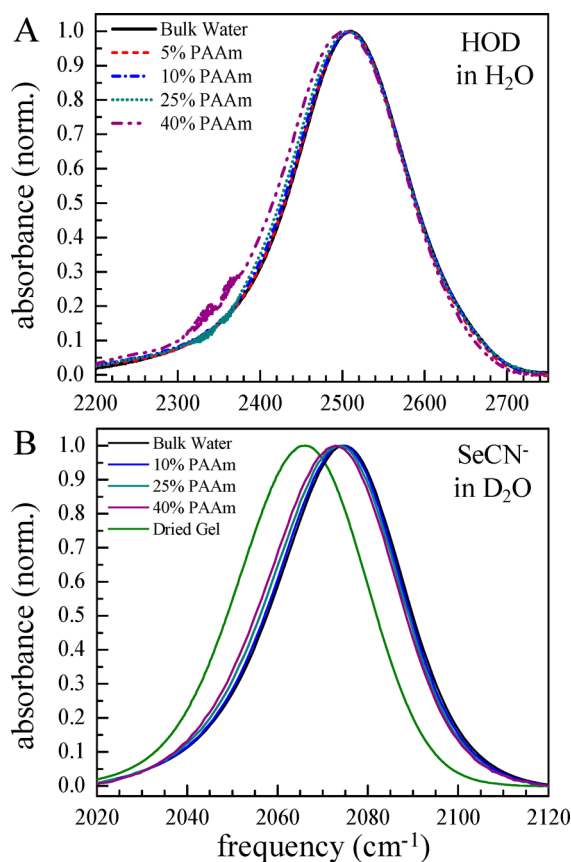 A
HOD
in H₂O
Bulk Water
5% PAAm
10% PAAm
25% PAAm
40% PAAm
absorbance (norm.)
1.0
0.9
0.8
0.7
0.6
0.5
0.4
0.3
0.2
0.1
0.0
2200 2300 2400 2500 2600 2700
B
SeCN⁻
in D₂O
Bulk Water
10% PAAm
25% PAAm
40% PAAm
Dried Gel
absorbance (norm.)
1.0
0.9
0.8
0.7
0.6
0.5
0.4
0.3
0.2
0.1
0.0
2020 2040 2060 2080 2100 2120
frequency (cm⁻¹)